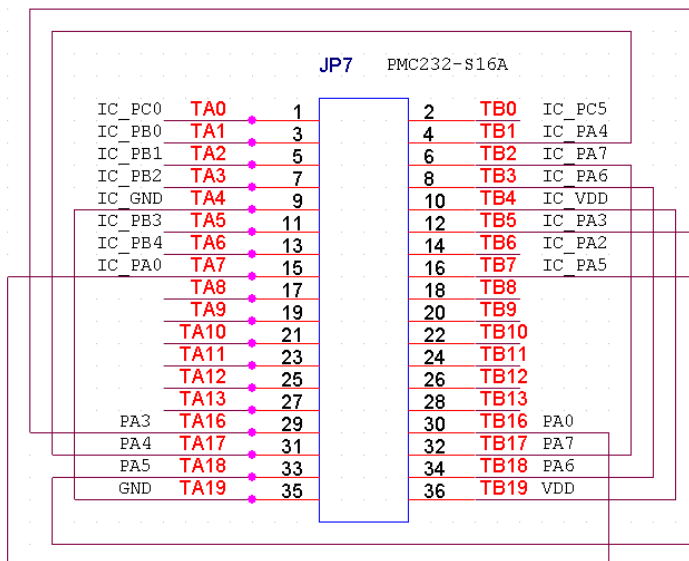 JP7 PMC232-S16A
IC_PC0 TA0 1 2 TB0 IC_PC5
IC_PB0 TA1 3 4 TB1 IC_PA4
IC_PB1 TA2 5 6 TB2 IC_PA7
IC_PB2 TA3 7 8 TB3 IC_PA6
IC_GND TA4 9 10 TB4 IC_VDD
IC_PB3 TA5 11 12 TB5 IC_PA3
IC_PB4 TA6 13 14 TB6 IC_PA2
IC_PA0 TA7 15 16 TB7 IC_PA5
TA8 17 18 TB8
TA9 19 20 TB9
TA10 21 22 TB10
TA11 23 24 TB11
TA12 25 26 TB12
TA13 27 28 TB13
PA3 TA16 29 30 TB16 PA0
PA4 TA17 31 32 TB17 PA7
PA5 TA18 33 34 TB18 PA6
GND TA19 35 36 TB19 VDD